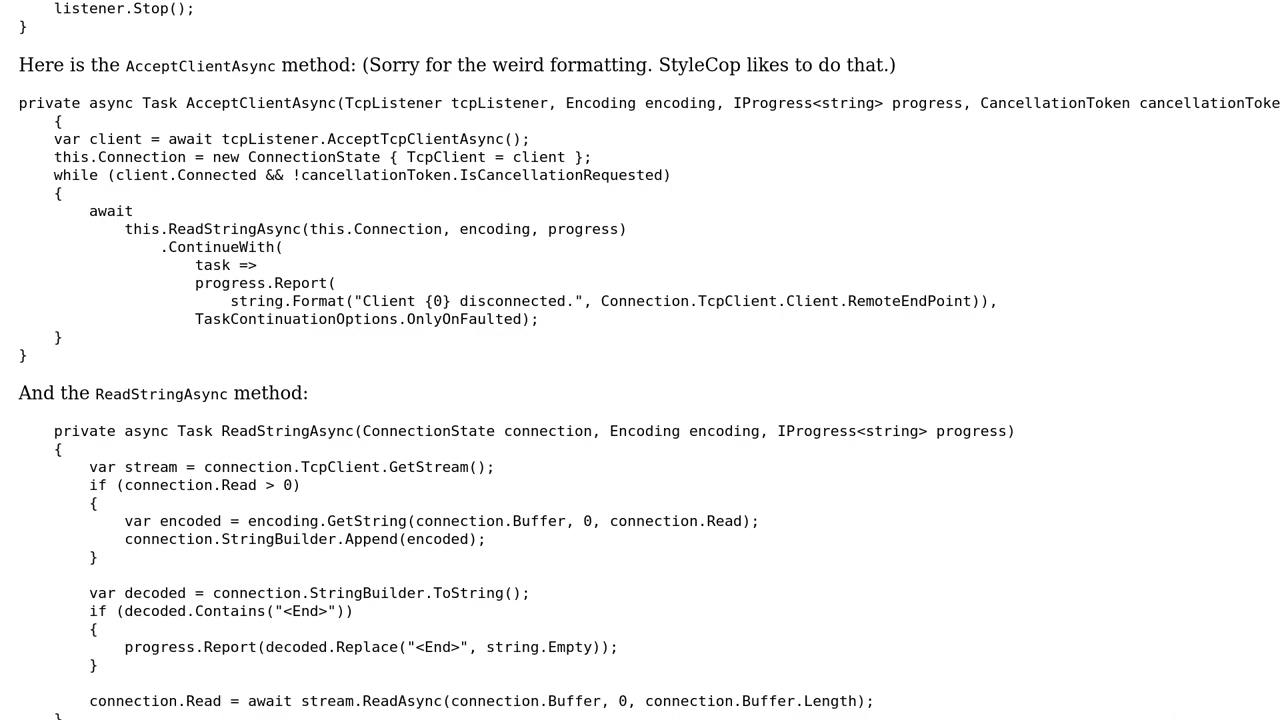 listener.Stop();
}
Here is the AcceptClientAsync method: (Sorry for the weird formatting. StyleCop likes to do that.)
private async Task AcceptClientAsync(TcpListener tcpListener, Encoding encoding, IProgress<string> progress, CancellationToken cancellationToke
    {
    var client = await tcpListener.AcceptTcpClientAsync();
    this.Connection = new ConnectionState { TcpClient = client };
    while (client.Connected && !cancellationToken.IsCancellationRequested)
    {
        await
            this.ReadStringAsync(this.Connection, encoding, progress)
                .ContinueWith(
                    task =>
                    progress.Report(
                        string.Format("Client {0} disconnected.", Connection.TcpClient.Client.RemoteEndPoint)),
                    TaskContinuationOptions.OnlyOnFaulted);
    }
}
And the ReadStringAsync method:
    private async Task ReadStringAsync(ConnectionState connection, Encoding encoding, IProgress<string> progress)
    {
        var stream = connection.TcpClient.GetStream();
        if (connection.Read > 0)
        {
            var encoded = encoding.GetString(connection.Buffer, 0, connection.Read);
            connection.StringBuilder.Append(encoded);
        }
        var decoded = connection.StringBuilder.ToString();
        if (decoded.Contains("<End>"))
        {
            progress.Report(decoded.Replace("<End>", string.Empty));
        }
        connection.Read = await stream.ReadAsync(connection.Buffer, 0, connection.Buffer.Length);
    }